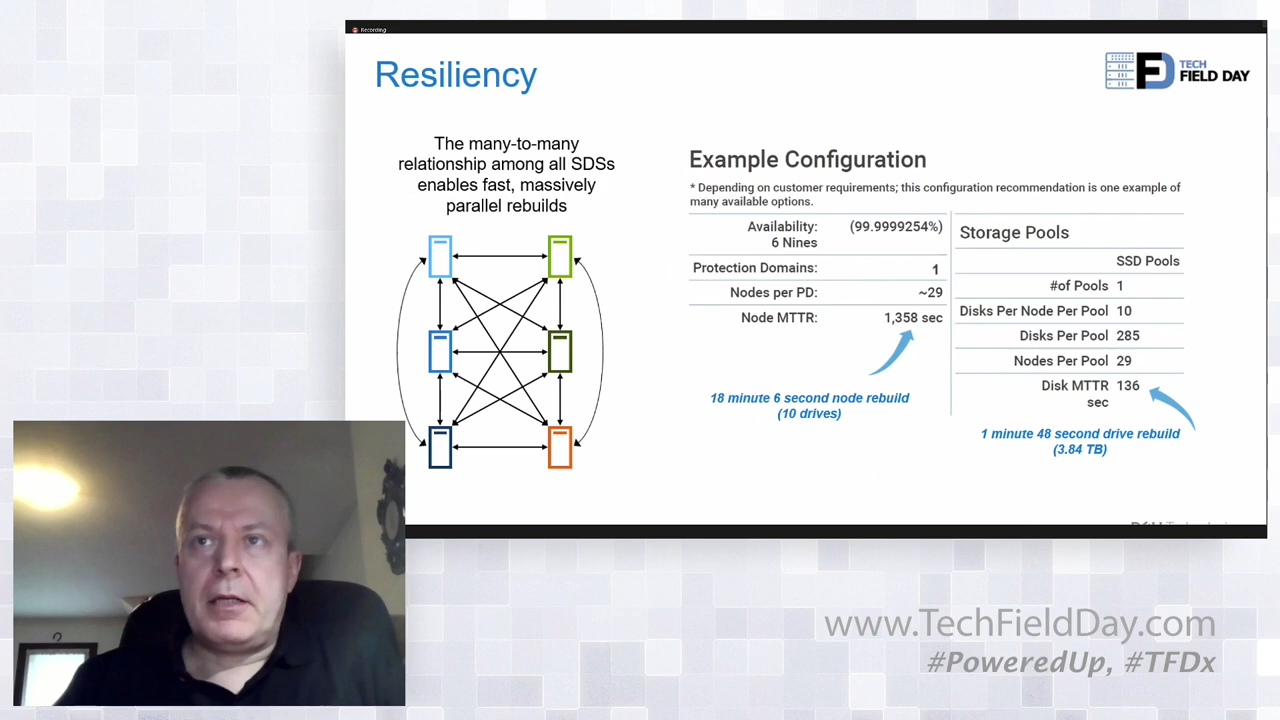 Recording
Resiliency
TECH
FIELD DAY
The many-to-many
relationship among all SDSs
enables fast, massively
parallel rebuilds
Example Configuration
* Depending on customer requirements; this configuration recommendation is one example of
many available options.
Availability: (99.9999254%)
6 Nines
Protection Domains: 1
Nodes per PD: ~29
Node MTTR: 1,358 sec
18 minute 6 second node rebuild
(10 drives)
Storage Pools
SSD Pools
#of Pools 1
Disks Per Node Per Pool 10
Disks Per Pool 285
Nodes Per Pool 29
Disk MTTR 136
sec
1 minute 48 second drive rebuild
(3.84 TB)
www.TechFieldDay.com
#PoweredUp, #TFDx